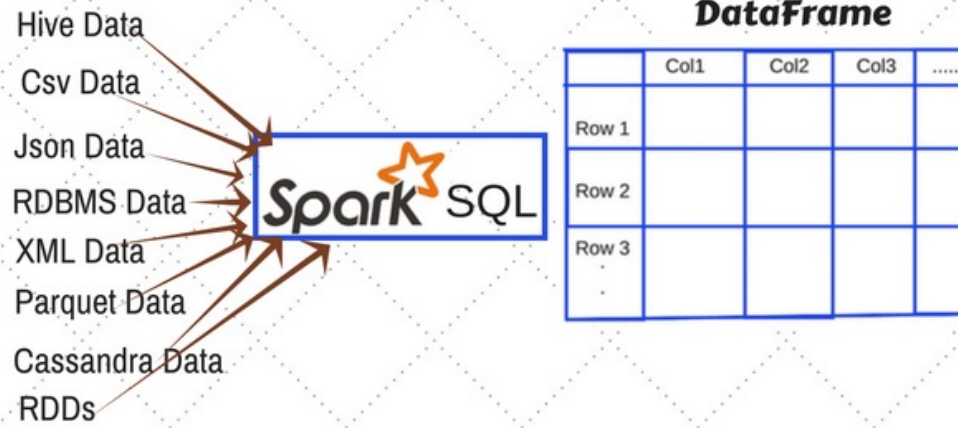 Hive Data
Csv Data
Json Data
RDBMS Data
XML Data
Parquet Data
Cassandra Data
RDDs
Spark SQL
DataFrame
Col1 Col2 Col3 .....
Row 1
Row 2
Row 3
.
.